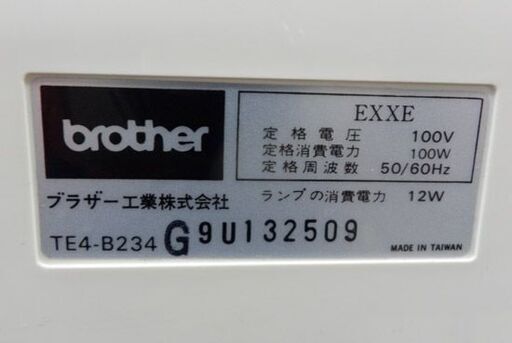 brother
EXXE
定格電圧 100V
定格消費電力 100W
定格周波数 50/60Hz
ブラザー工業株式会社
ランプの消費電力 12W
TE4-B234 G9U132509
MADE IN TAIWAN